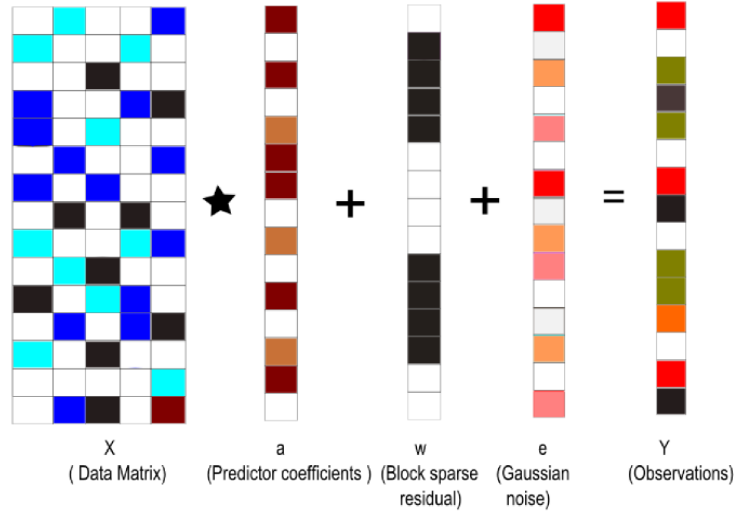 + + =
X a w e Y
( Data Matrix) (Predictor coefficients ) (Block sparse (Gaussian (Observations)
residual) noise)